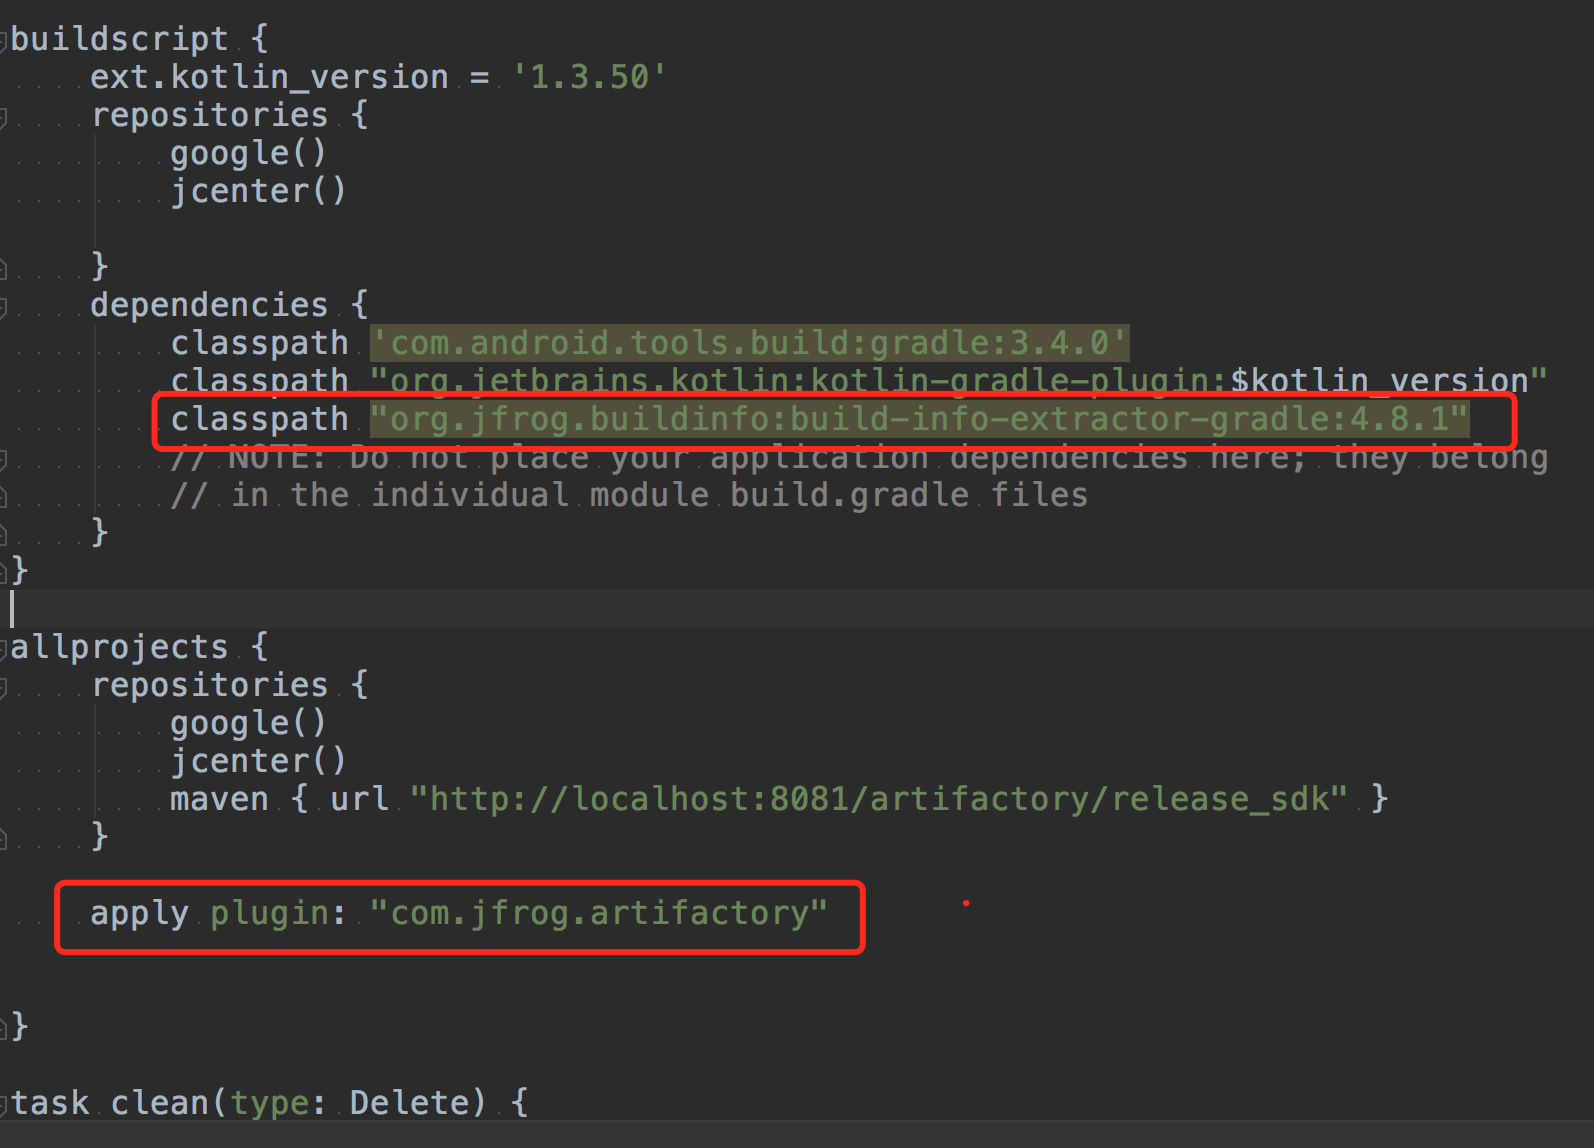 buildscript {
    ext.kotlin_version = '1.3.50'
    repositories {
        google()
        jcenter()

    }
    dependencies {
        classpath 'com.android.tools.build:gradle:3.4.0'
        classpath "org.jetbrains.kotlin:kotlin-gradle-plugin:$kotlin_version"
        classpath "org.jfrog.buildinfo:build-info-extractor-gradle:4.8.1"
        // NOTE: Do not place your application dependencies here; they belong
        // in the individual module build.gradle files
    }
}

allprojects {
    repositories {
        google()
        jcenter()
        maven { url "http://localhost:8081/artifactory/release_sdk" }
    }

    apply plugin: "com.jfrog.artifactory"


}

task clean(type: Delete) {